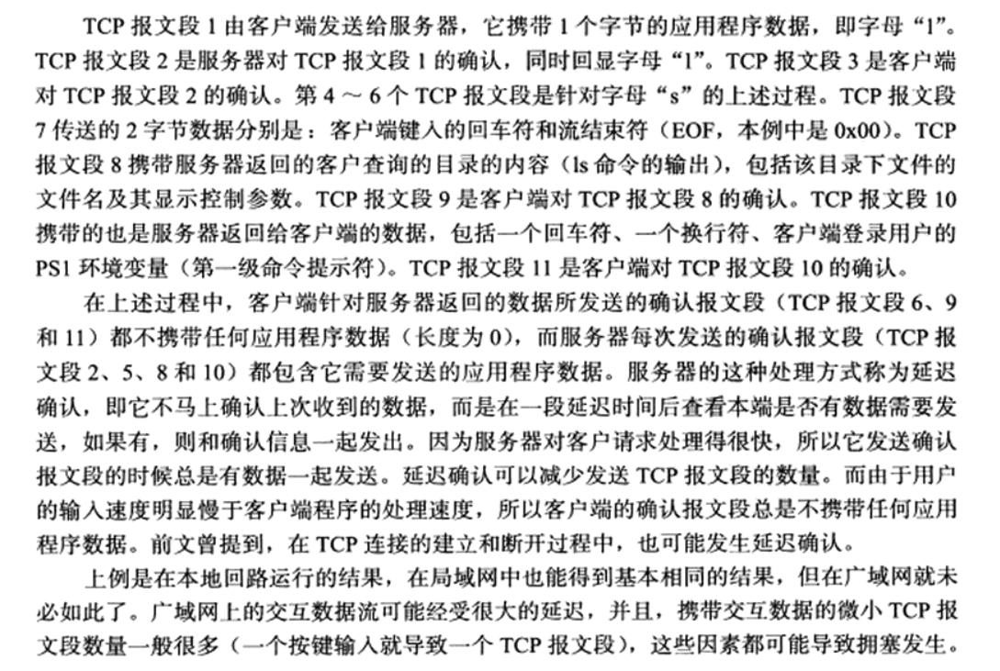 TCP 报文段 1 由客户端发送给服务器，它携带 1 个字节的应用程序数据，即字母“l”。
TCP 报文段 2 是服务器对 TCP 报文段 1 的确认，同时回显字母“l”。TCP 报文段 3 是客户端
对 TCP 报文段 2 的确认。第 4 ～ 6 个 TCP 报文段是针对字母“s”的上述过程。TCP 报文段
7 传送的 2 字节数据分别是：客户端键入的回车符和流结束符（EOF，本例中是 0x00）。TCP
报文段 8 携带服务器返回的客户查询的目录的内容（ls 命令的输出），包括该目录下文件的
文件名及其显示控制参数。TCP 报文段 9 是客户端对 TCP 报文段 8 的确认。TCP 报文段 10
携带的也是服务器返回给客户端的数据，包括一个回车符、一个换行符、客户端登录用户的
PS1 环境变量（第一级命令提示符）。TCP 报文段 11 是客户端对 TCP 报文段 10 的确认。
在上述过程中，客户端针对服务器返回的数据所发送的确认报文段（TCP 报文段 6、9
和 11）都不携带任何应用程序数据（长度为 0），而服务器每次发送的确认报文段（TCP 报
文段 2、5、8 和 10）都包含它需要发送的应用程序数据。服务器的这种处理方式称为延迟
确认，即它不马上确认上次收到的数据，而是在一段延迟时间后查看本端是否有数据需要发
送，如果有，则和确认信息一起发出。因为服务器对客户请求处理得很快，所以它发送确认
报文段的时候总是有数据一起发送。延迟确认可以减少发送 TCP 报文段的数量。而由于用户
的输入速度明显慢于客户端程序的处理速度，所以客户端的确认报文段总是不携带任何应用
程序数据。前文曾提到，在 TCP 连接的建立和断开过程中，也可能发生延迟确认。
上例是在本地回路运行的结果，在局域网中也能得到基本相同的结果，但在广域网就未
必如此了。广域网上的交互数据流可能经受很大的延迟，并且，携带交互数据的微小 TCP 报
文段数量一般很多（一个按键输入就导致一个 TCP 报文段），这些因素都可能导致拥塞发生。